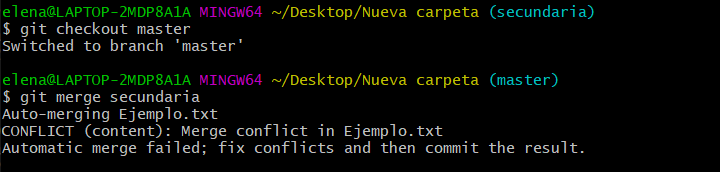 elena@LAPTOP-2MDP8A1A MINGW64 ~/Desktop/Nueva carpeta (secundaria)
$ git checkout master
Switched to branch 'master'
elena@LAPTOP-2MDP8A1A MINGW64 ~/Desktop/Nueva carpeta (master)
$ git merge secundaria
Auto-merging Ejemplo.txt
CONFLICT (content): Merge conflict in Ejemplo.txt
Automatic merge failed; fix conflicts and then commit the result.